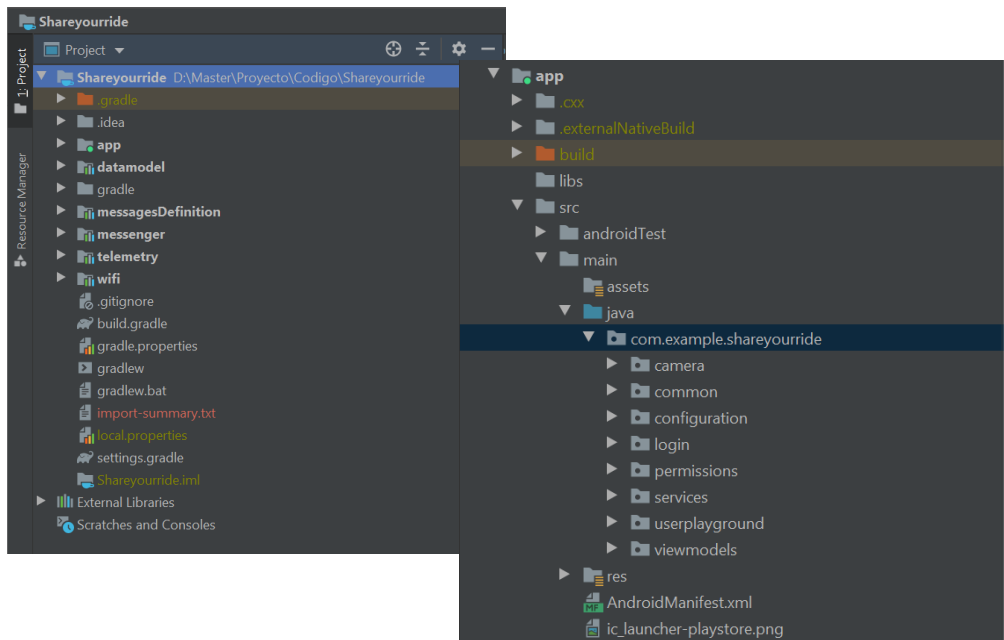 Shareyourride
Project
1: Project
Resource Manager
Shareyourride D:\Master\Proyecto\Codigo\Shareyourride
.gradle
.idea
app
datamodel
gradle
messagesDefinition
messenger
telemetry
wifi
.gitignore
build.gradle
gradle.properties
gradlew
gradlew.bat
import-summary.txt
local.properties
settings.gradle
Shareyourride.iml
External Libraries
Scratches and Consoles
app
.cxx
.externalNativeBuild
build
libs
src
androidTest
main
assets
java
com.example.shareyourride
camera
common
configuration
login
permissions
services
userplayground
viewmodels
res
MF AndroidManifest.xml
ic_launcher-playstore.png